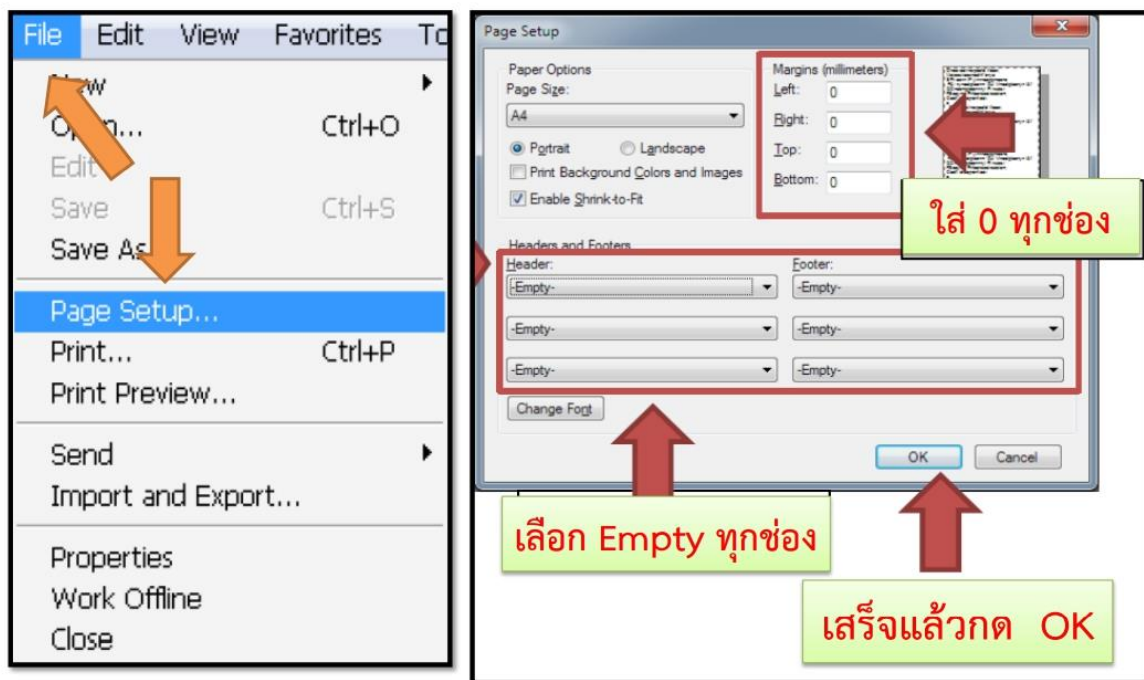 File Edit View Favorites
Open... Ctrl+O
Edit
Save Ctrl+S
Save As
Page Setup...
Print... Ctrl+P
Print Preview...
Send
Import and Export...
Properties
Work Offline
Close
Page Setup
Paper Options
Page Size:
A4
Portrait Landscape
Print Background Colors and Images
Enable Shrink-to-Fit
Margins (millimeters)
Left: 0
Right: 0
Top: 0
Bottom: 0
ใส่ 0 ทุกช่อง
Headers and Footers
Header: Footer:
-Empty- -Empty-
-Empty- -Empty-
-Empty- -Empty-
Change Font
OK Cancel
เลือก Empty ทุกช่อง
เสร็จแล้วกด OK